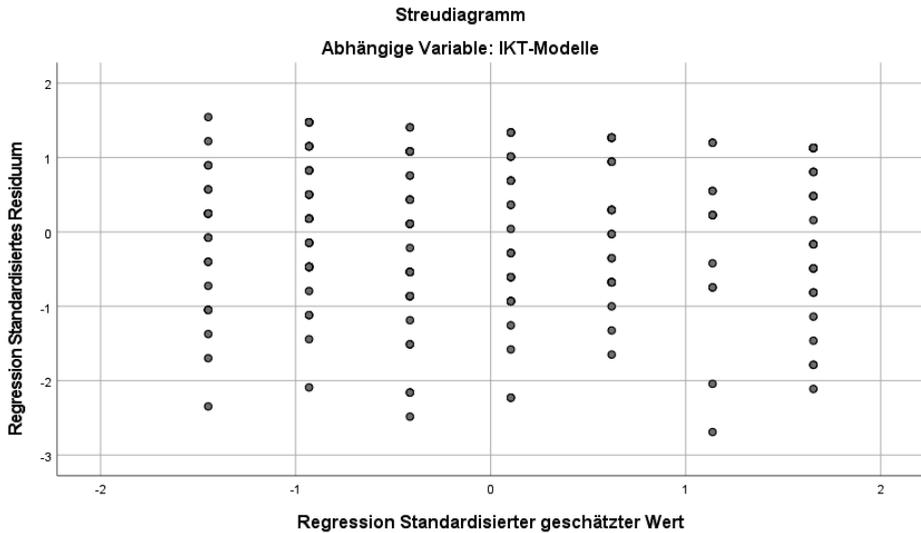 Streudiagramm
Abhängige Variable: IKT-Modelle
Regression Standardisiertes Residuum
2
1
0
-1
-2
-3
-2
-1
0
1
2
Regression Standardisierter geschätzter Wert